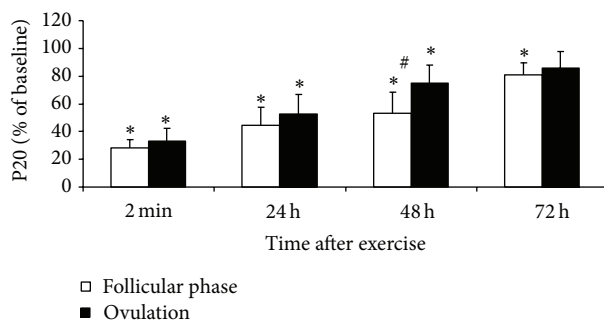 120
100
80
60
40
20
0
P20 (% of baseline)
* * * * * # * *
2 min 24 h 48 h 72 h
Time after exercise
Follicular phase
Ovulation